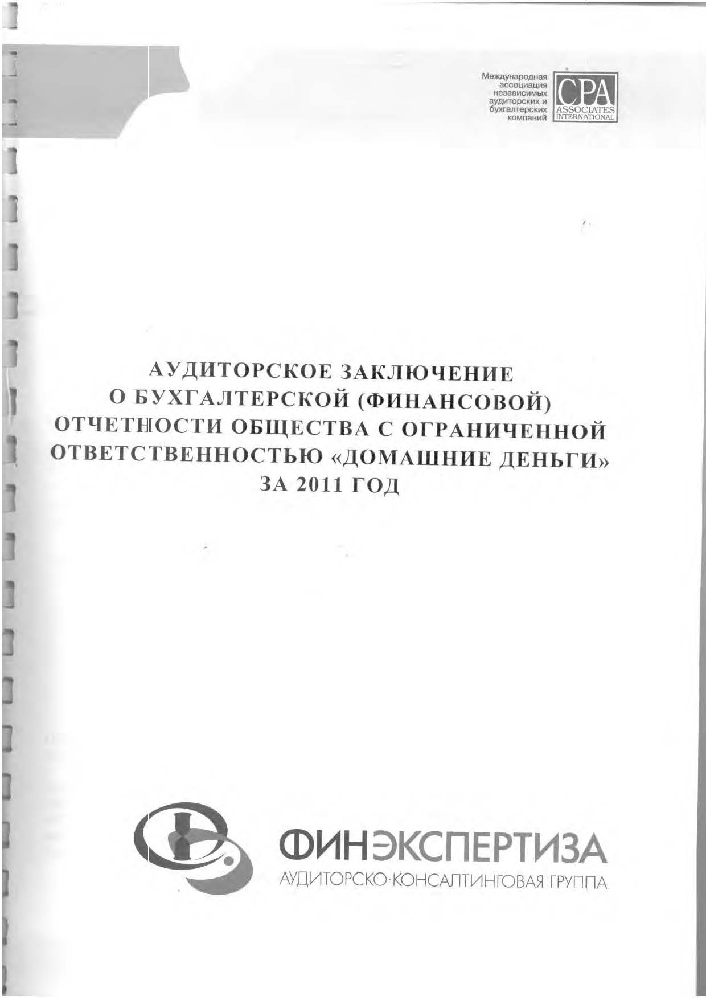 Международная
ассоциация
независимых
аудиторских и
бухгалтерских
компаний
CPA
ASSOCIATES
INTERNATIONAL
АУДИТОРСКОЕ ЗАКЛЮЧЕНИЕ
О БУХГАЛТЕРСКОЙ (ФИНАНСОВОЙ)
ОТЧЕТНОСТИ ОБЩЕСТВА С ОГРАНИЧЕННОЙ
ОТВЕТСТВЕННОСТЬЮ «ДОМАШНИЕ ДЕНЬГИ»
ЗА 2011 ГОД
ФИНЭКСПЕРТИЗА
АУДИТОРСКО-КОНСАЛТИНГОВАЯ ГРУППА